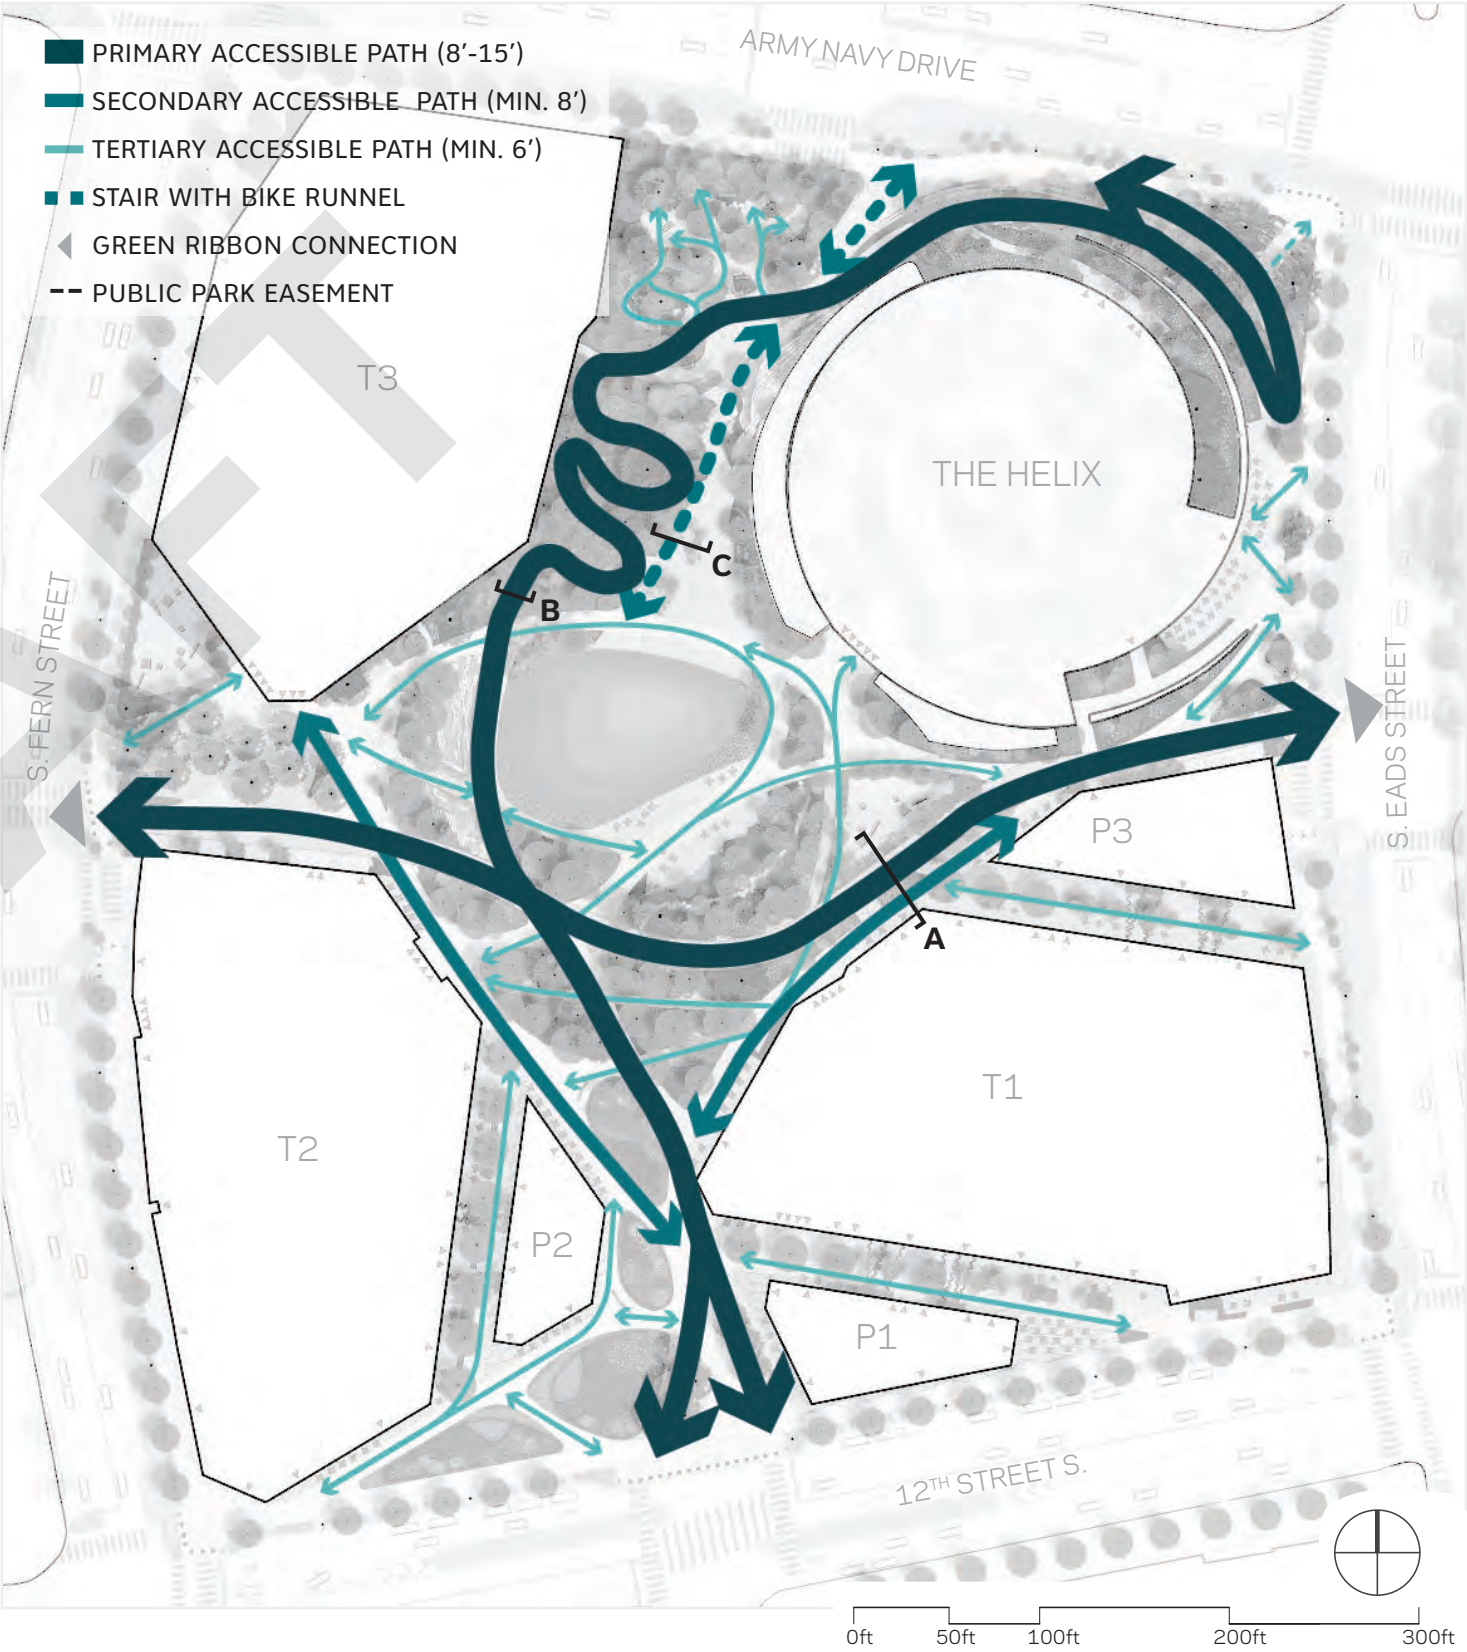 PRIMARY ACCESSIBLE PATH (8'-15')
SECONDARY ACCESSIBLE PATH (MIN. 8')
TERTIARY ACCESSIBLE PATH (MIN. 6')
STAIR WITH BIKE RUNNEL
GREEN RIBBON CONNECTION
PUBLIC PARK EASEMENT
ARMY NAVY DRIVE
T3
THE HELIX
C
B
S. FERN STREET
S. EADS STREET
P3
A
T1
T2
P2
P1
12TH STREET S.
0ft 50ft 100ft 200ft 300ft
AFT